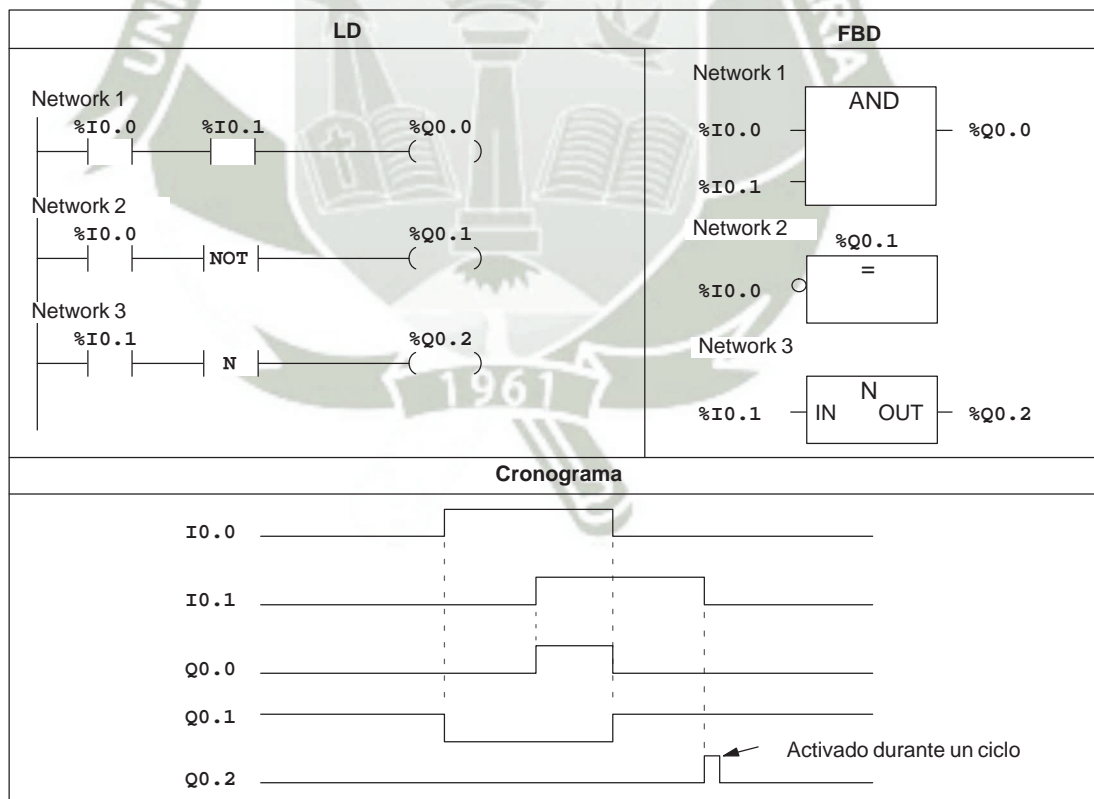 LD
FBD
Network 1
%I0.0 %I0.1 %Q0.0
Network 2
%I0.0 NOT %Q0.1
Network 3
%I0.1 N %Q0.2
Network 1
AND
%I0.0 %Q0.0
%I0.1
Network 2
%Q0.1
=
%I0.0
Network 3
N
%I0.1 IN OUT %Q0.2
Cronograma
I0.0
I0.1
Q0.0
Q0.1
Activado durante un ciclo
Q0.2
1961